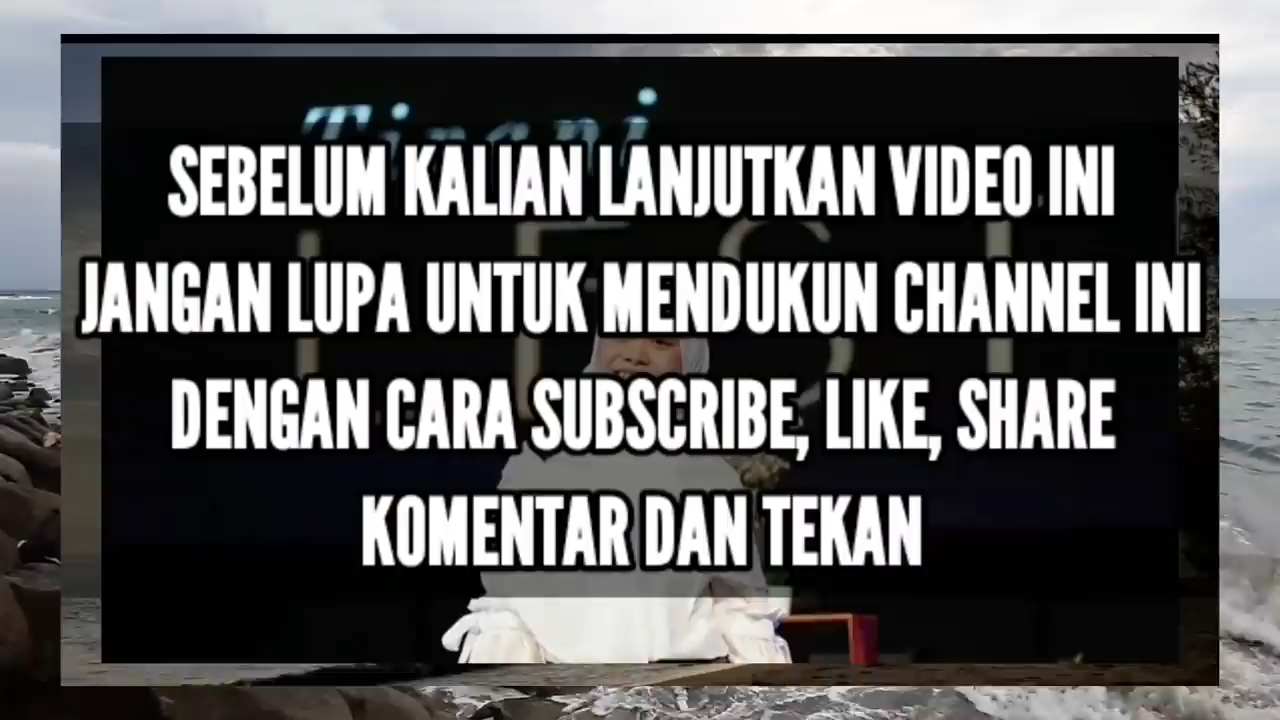 SEBELUM KALIAN LANJUTKAN VIDEO INI
JANGAN LUPA UNTUK MENDUKUN CHANNEL INI
DENGAN CARA SUBSCRIBE, LIKE, SHARE
KOMENTAR DAN TEKAN